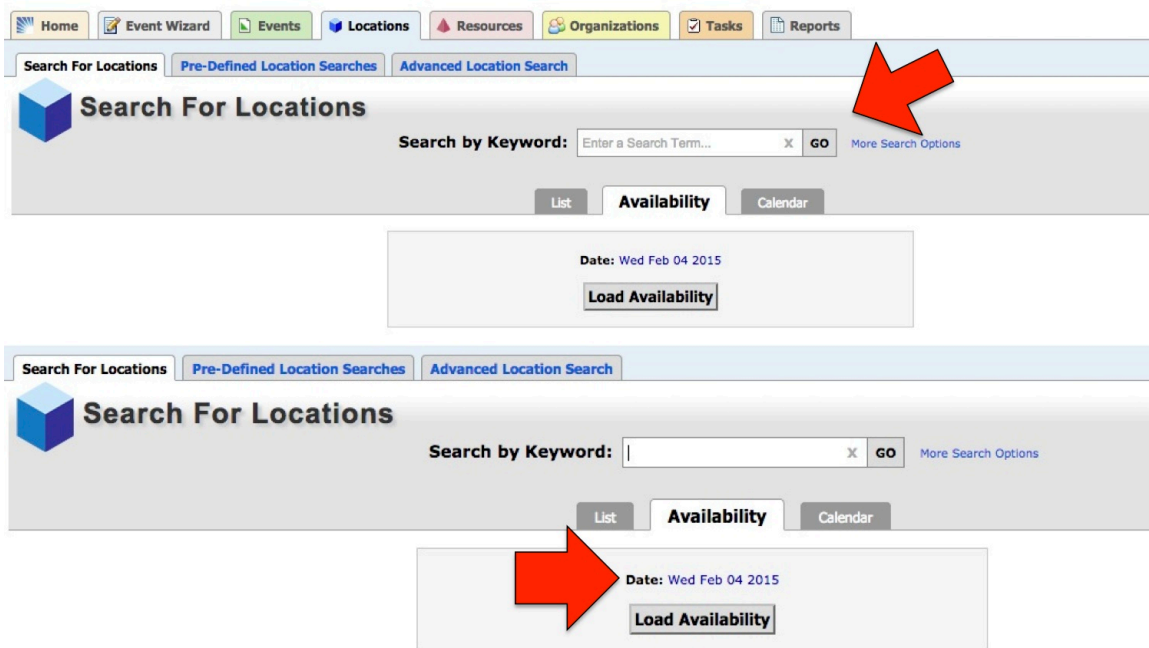 Home Event Wizard Events Locations Resources Organizations Tasks Reports
Search For Locations Pre-Defined Location Searches Advanced Location Search
Search For Locations
Search by Keyword: Enter a Search Term... X GO More Search Options
List Availability Calendar
Date: Wed Feb 04 2015
Load Availability
Search For Locations Pre-Defined Location Searches Advanced Location Search
Search For Locations
Search by Keyword: X GO More Search Options
List Availability Calendar
Date: Wed Feb 04 2015
Load Availability